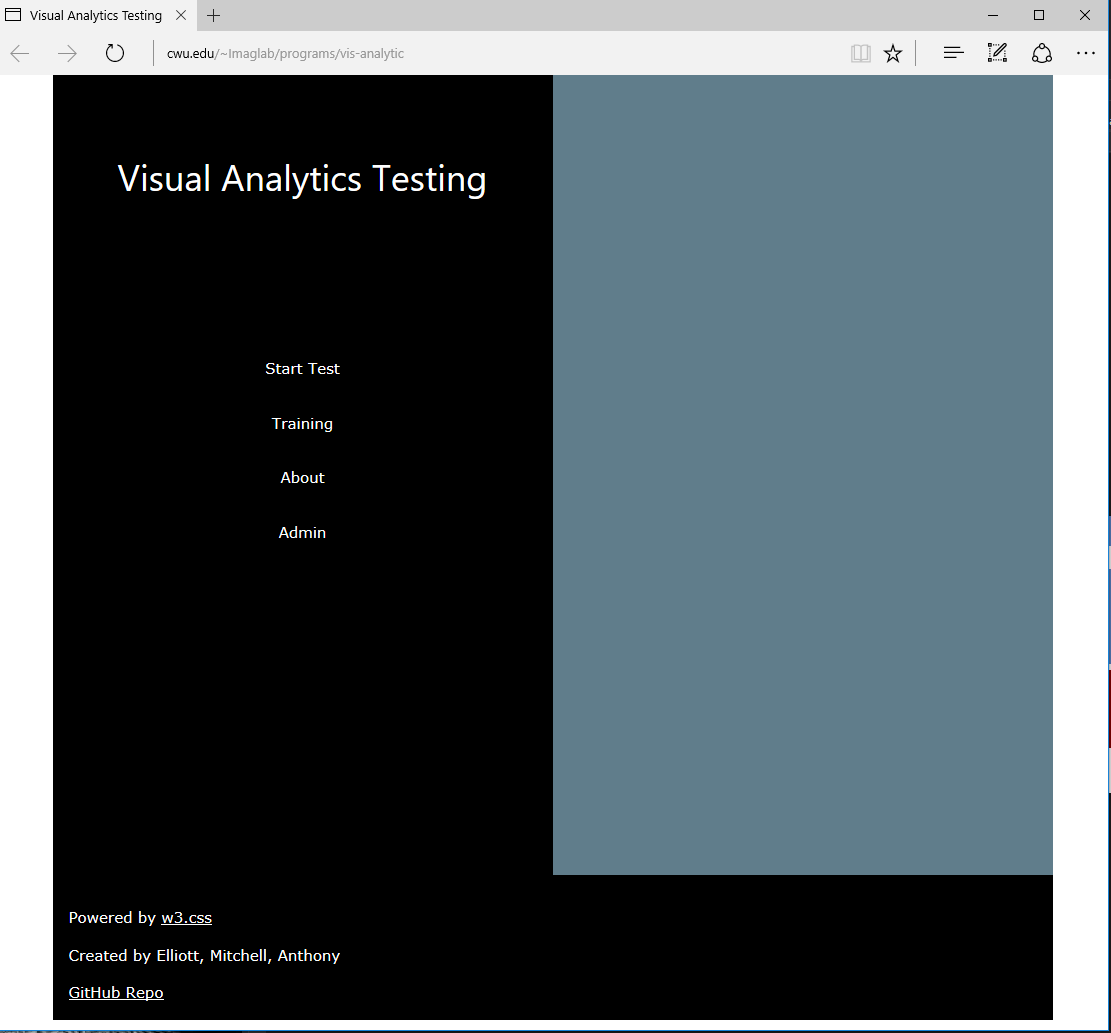 Visual Analytics Testing
cwu.edu/~Imaglab/programs/vis-analytic
Visual Analytics Testing
Start Test
Training
About
Admin
Powered by w3.css
Created by Elliott, Mitchell, Anthony
GitHub Repo